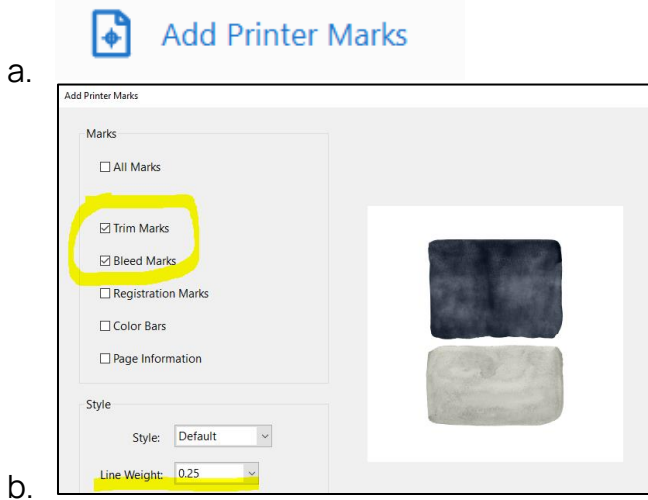 Add Printer Marks
a.
Add Printer Marks
Marks
All Marks
Trim Marks
Bleed Marks
Registration Marks
Color Bars
Page Information
Style
Style: Default
Line Weight: 0.25
b.